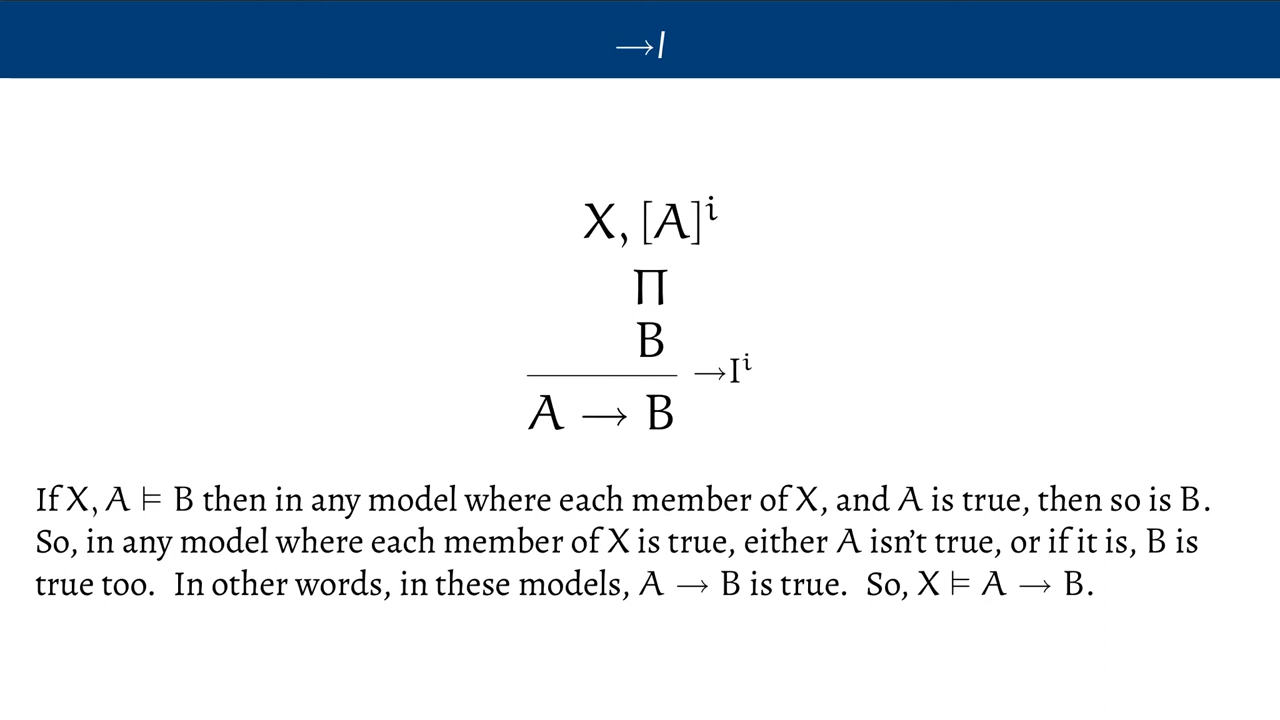 →I
X, [A]ⁱ
Π
B
→Iⁱ
A → B
If X, A ⊨ B then in any model where each member of X, and A is true, then so is B.
So, in any model where each member of X is true, either A isn’t true, or if it is, B is
true too. In other words, in these models, A → B is true. So, X ⊨ A → B.